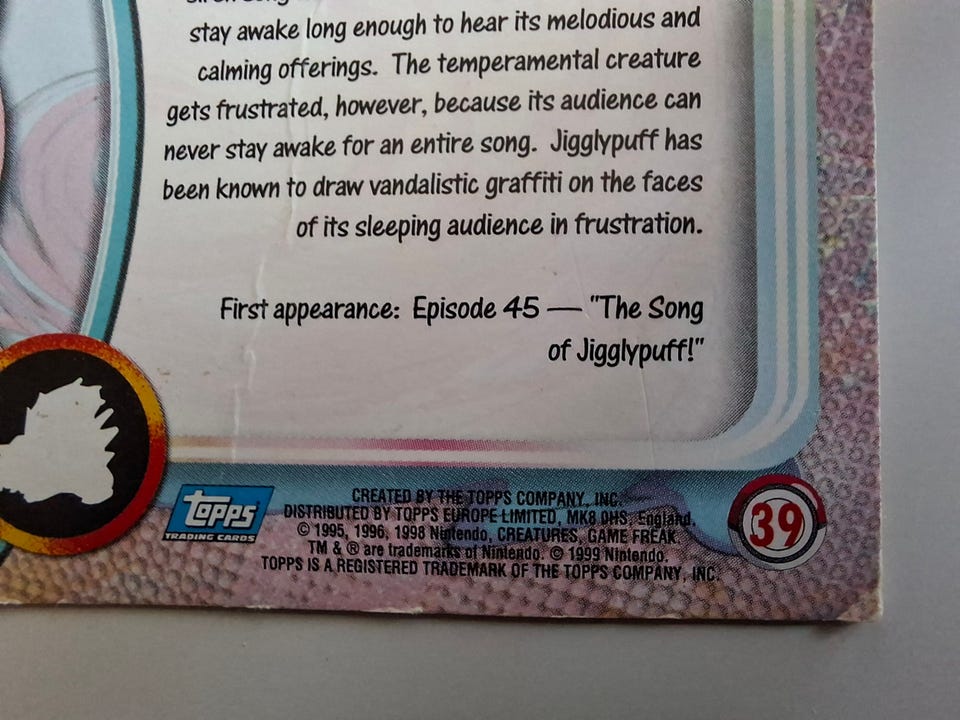 stay awake long enough to hear its melodious and
calming offerings. The temperamental creature
gets frustrated, however, because its audience can
never stay awake for an entire song. Jigglypuff has
been known to draw vandalistic graffiti on the faces
of its sleeping audience in frustration.
First appearance: Episode 45 — "The Song
of Jigglypuff!"
Topps
TRADING CARDS
CREATED BY THE TOPPS COMPANY, INC.
DISTRIBUTED BY TOPPS EUROPE LIMITED, MK8 0HS, England.
© 1995, 1996, 1998 Nintendo, CREATURES, GAME FREAK.
TM & ® are trademarks of Nintendo. © 1999 Nintendo.
TOPPS IS A REGISTERED TRADEMARK OF THE TOPPS COMPANY, INC.
39